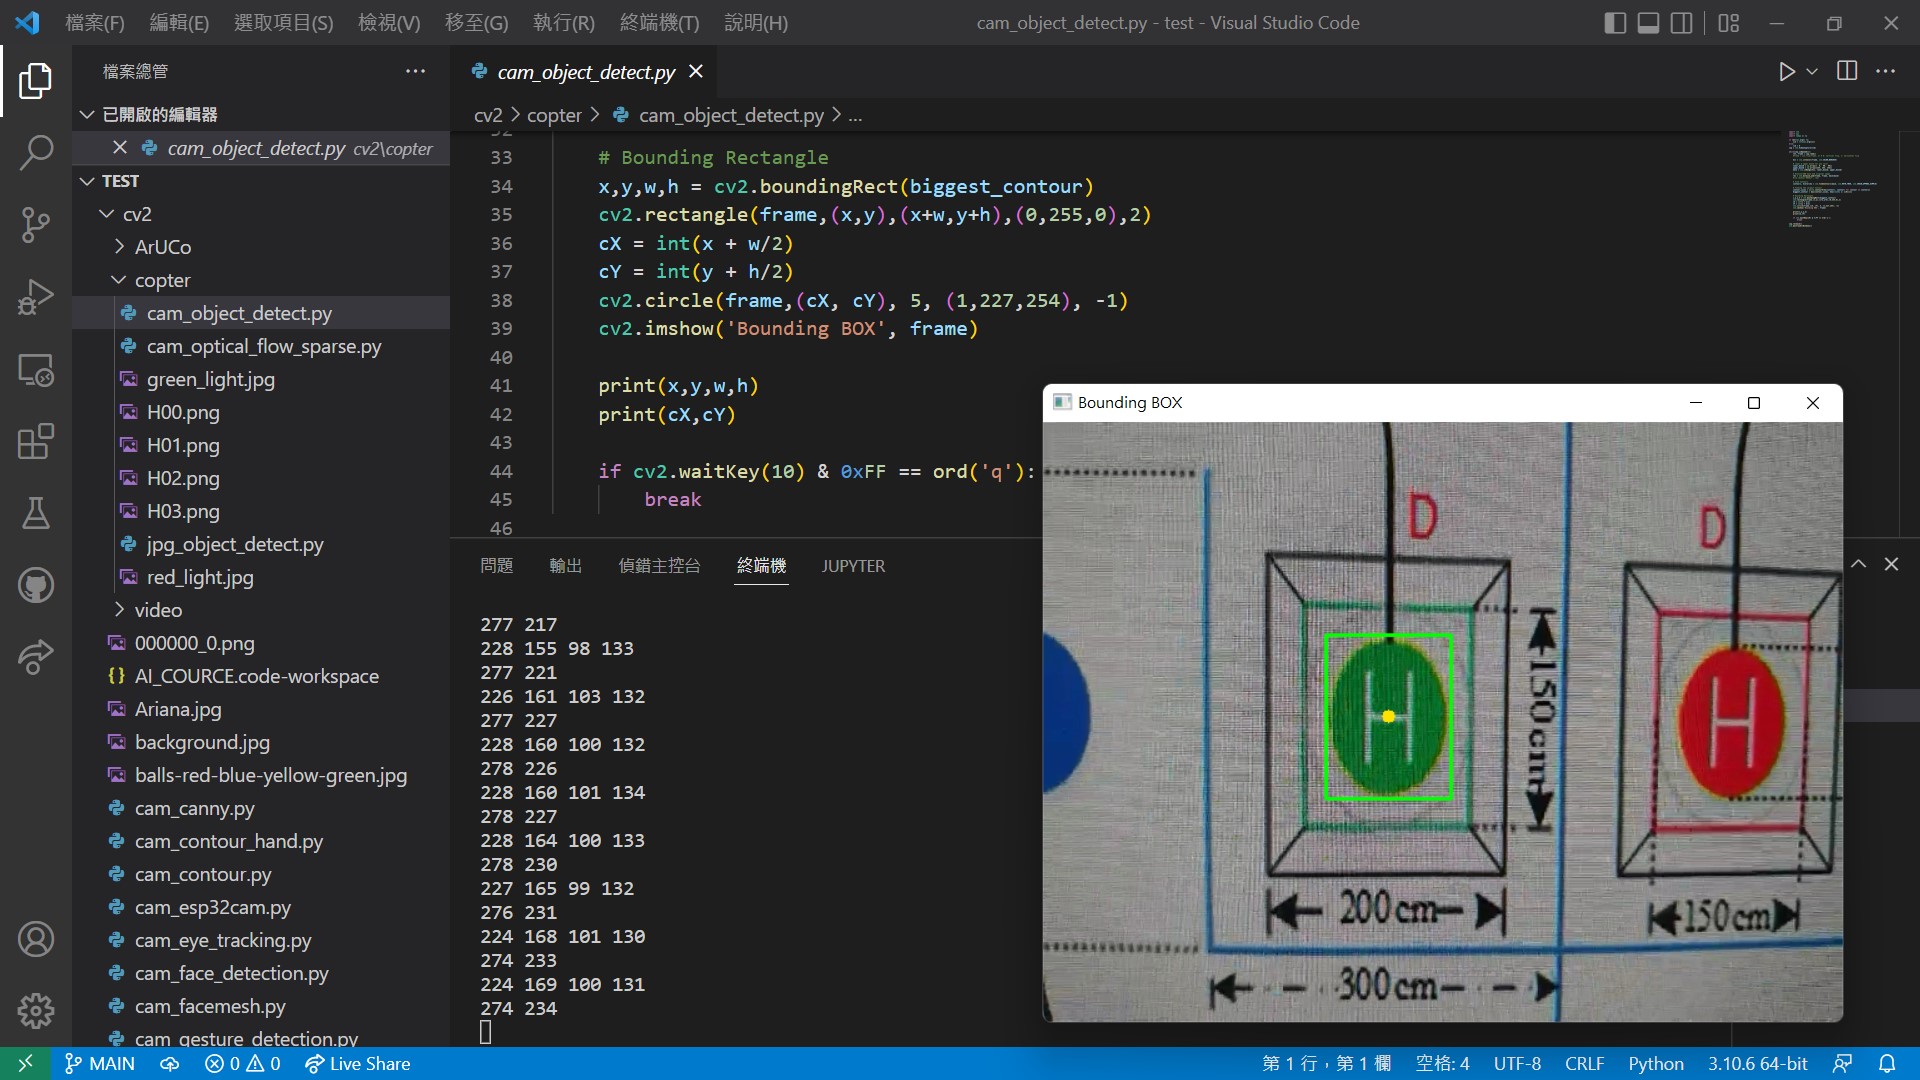 檔案(F) 編輯(E) 選取項目(S) 檢視(V) 移至(G) 執行(R) 終端機(T) 說明(H)
cam_object_detect.py - test - Visual Studio Code
檔案總管
已開啟的編輯器
cam_object_detect.py cv2\copter
TEST
cv2
ArUCo
copter
cam_object_detect.py
cam_optical_flow_sparse.py
green_light.jpg
H00.png
H01.png
H02.png
H03.png
jpg_object_detect.py
red_light.jpg
video
000000_0.png
AI_COURCE.code-workspace
Ariana.jpg
background.jpg
balls-red-blue-yellow-green.jpg
cam_canny.py
cam_contour_hand.py
cam_contour.py
cam_esp32cam.py
cam_eye_tracking.py
cam_face_detection.py
cam_facemesh.py
cam_gesture_detection.py
cam_object_detect.py
cv2 > copter > cam_object_detect.py > ...
32
33 # Bounding Rectangle
34 x,y,w,h = cv2.boundingRect(biggest_contour)
35 cv2.rectangle(frame,(x,y),(x+w,y+h),(0,255,0),2)
36 cX = int(x + w/2)
37 cY = int(y + h/2)
38 cv2.circle(frame,(cX, cY), 5, (1,227,254), -1)
39 cv2.imshow('Bounding BOX', frame)
40
41 print(x,y,w,h)
42 print(cX,cY)
43
44 if cv2.waitKey(10) & 0xFF == ord('q'):
45 break
46
問題 輸出 偵錯主控台 終端機 JUPYTER
277 217
228 155 98 133
277 221
226 161 103 132
277 227
228 160 100 132
278 226
228 160 101 134
278 227
228 164 100 133
278 230
227 165 99 132
276 231
224 168 101 130
274 233
224 169 100 131
274 234
Bounding BOX
D
D
H
H
150cm
200cm
150cm
300cm
MAIN 0 0 Live Share
第 1 行，第 1 欄 空格: 4 UTF-8 CRLF Python 3.10.6 64-bit